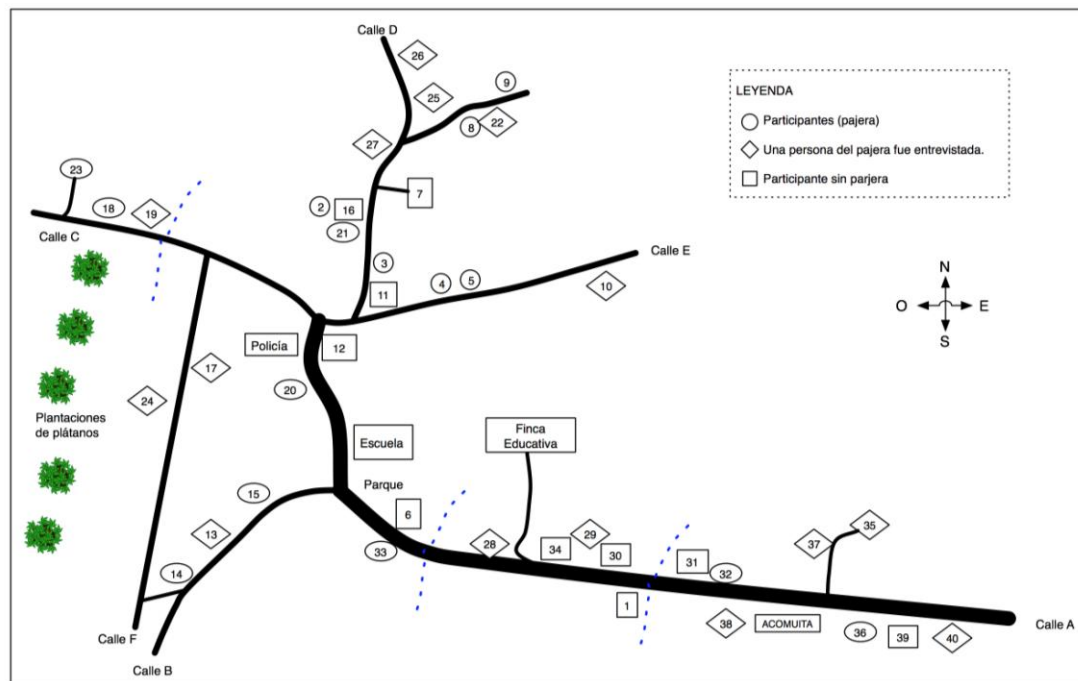 Calle D
26
9
25
8
22
27
LEYENDA
Participantes (pajera)
Una persona del pajera fue entrevistada.
Participante sin parjera
23
18
19
Calle C
7
2
16
21
3
11
4
5
10
Calle E
N
O
E
S
Policía
12
20
17
24
Plantaciones
de plátanos
Escuela
Finca
Educativa
Parque
15
13
14
6
33
28
34
29
30
1
31
32
37
35
38
ACOMUITA
36
39
40
Calle A
Calle F
Calle B